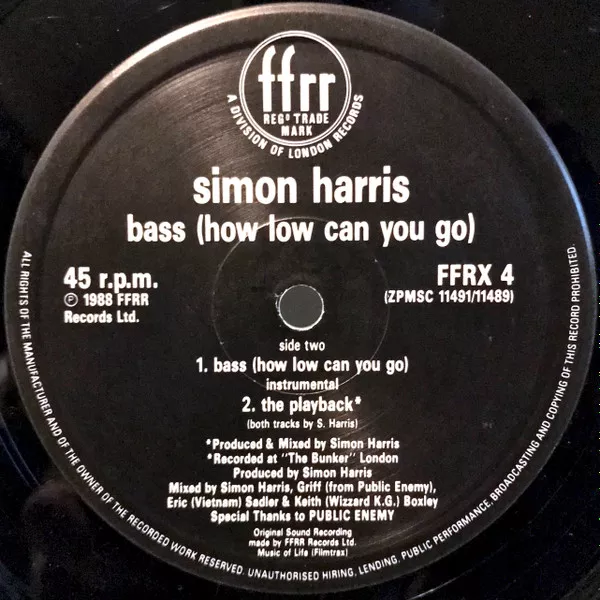 ffrr
REGD TRADE
MARK
A DIVISION OF LONDON RECORDS
simon harris
bass (how low can you go)
45 r.p.m.
℗ 1988 FFRR
Records Ltd.
FFRX 4
(ZPMSC 11491/11489)
side two
1. bass (how low can you go)
instrumental
2. the playback*
(both tracks by S. Harris)
*Produced & Mixed by Simon Harris
*Recorded at "The Bunker" London
Produced by Simon Harris
Mixed by Simon Harris, Griff (from Public Enemy),
Eric (Vietnam) Sadler & Keith (Wizzard K.G.) Boxley
Special Thanks to PUBLIC ENEMY
Original Sound Recording
made by FFRR Records Ltd.
Music of Life (Filmtrax)
ALL RIGHTS OF THE MANUFACTURER AND OF THE OWNER OF THE RECORDED WORK RESERVED. UNAUTHORISED HIRING, LENDING, PUBLIC PERFORMANCE, BROADCASTING AND COPYING OF THIS RECORD PROHIBITED.